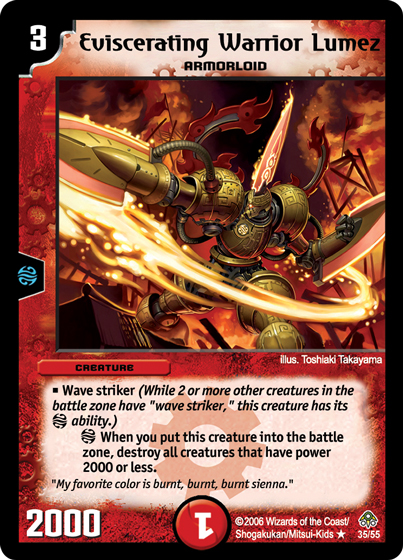 3
Eviscerating Warrior Lumez
ARMORLOID
illus. Toshiaki Takayama
CREATURE
▪ Wave striker (While 2 or more other creatures in the
battle zone have "wave striker," this creature has its
ability.)
When you put this creature into the battle
zone, destroy all creatures that have power
2000 or less.
"My favorite color is burnt, burnt, burnt sienna."
2000
1
©2006 Wizards of the Coast/
Shogakukan/Mitsui-Kids ★ 35/55